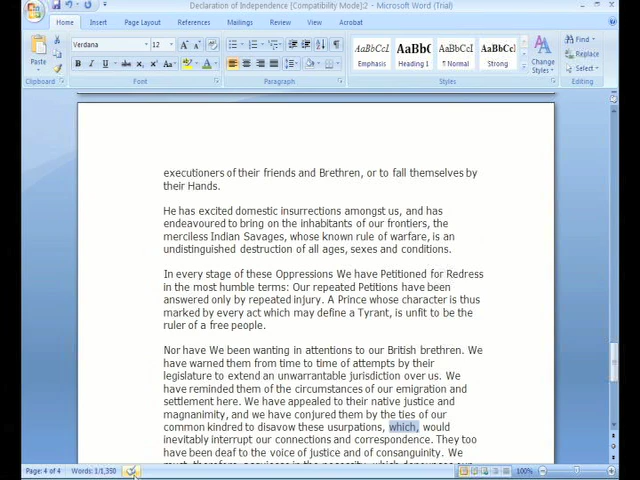 Declaration of Independence [Compatibility Mode]:2 - Microsoft Word (Trial)
Home Insert Page Layout References Mailings Review View Acrobat
Paste
Verdana 12
AaBbCcL AaBbC AaBbCcL AaBbCcL
Emphasis Heading 1 ¶ Normal Strong
Change Styles
Find
Replace
Select
Clipboard Font Paragraph Styles Editing
executioners of their friends and Brethren, or to fall themselves by
their Hands.
He has excited domestic insurrections amongst us, and has
endeavoured to bring on the inhabitants of our frontiers, the
merciless Indian Savages, whose known rule of warfare, is an
undistinguished destruction of all ages, sexes and conditions.
In every stage of these Oppressions We have Petitioned for Redress
in the most humble terms: Our repeated Petitions have been
answered only by repeated injury. A Prince whose character is thus
marked by every act which may define a Tyrant, is unfit to be the
ruler of a free people.
Nor have We been wanting in attentions to our British brethren. We
have warned them from time to time of attempts by their
legislature to extend an unwarrantable jurisdiction over us. We
have reminded them of the circumstances of our emigration and
settlement here. We have appealed to their native justice and
magnanimity, and we have conjured them by the ties of our
common kindred to disavow these usurpations, which, would
inevitably interrupt our connections and correspondence. They too
have been deaf to the voice of justice and of consanguinity. We
Page: 4 of 4 Words: 1/1,350 100%